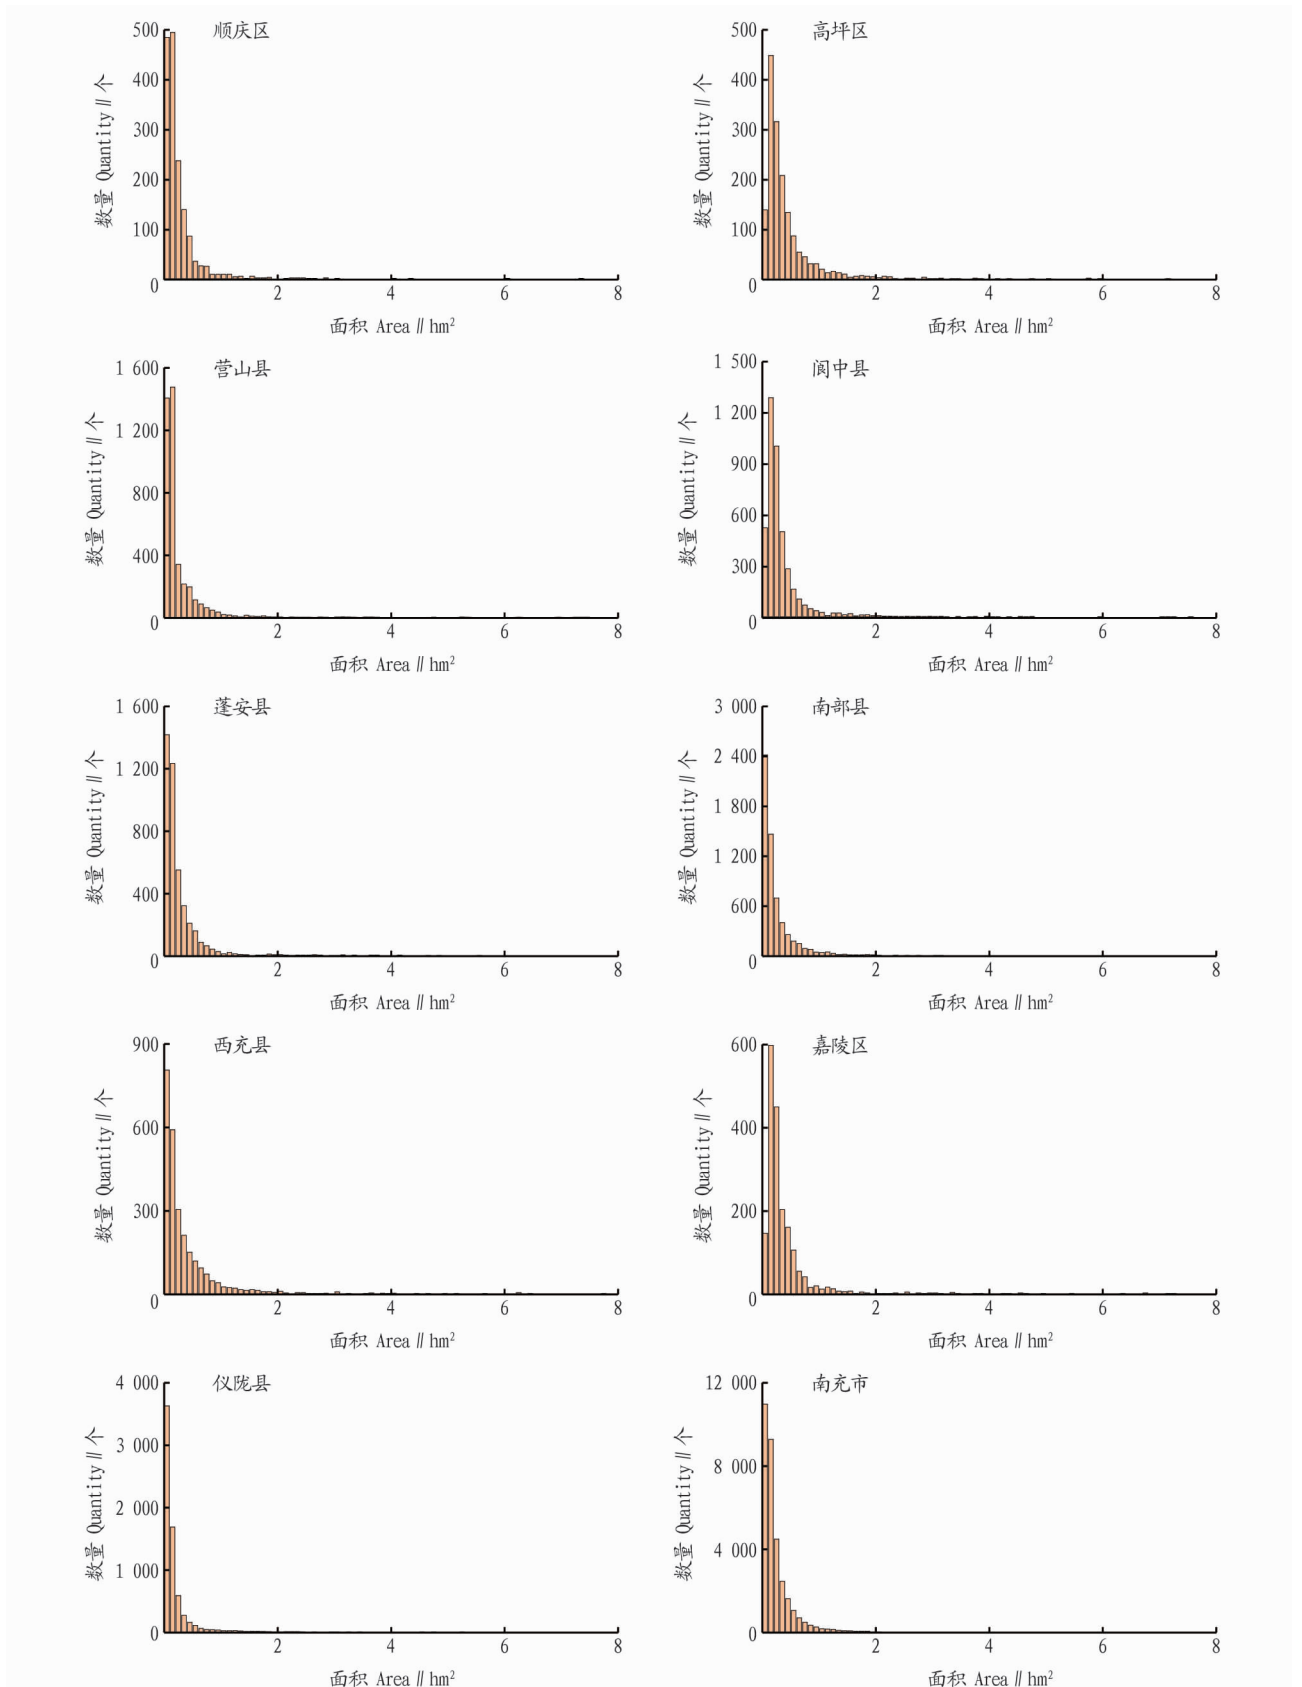 顺庆区
500
400
300
200
100
0
2 4 6 8
数量 Quantity∥个
面积 Area∥hm²
高坪区
500
400
300
200
100
0
2 4 6 8
数量 Quantity∥个
面积 Area∥hm²
营山县
1 600
1 200
800
400
0
2 4 6 8
数量 Quantity∥个
面积 Area∥hm²
阆中县
1 500
1 200
900
600
300
0
2 4 6 8
数量 Quantity∥个
面积 Area∥hm²
蓬安县
1 600
1 200
800
400
0
2 4 6 8
数量 Quantity∥个
面积 Area∥hm²
南部县
3 000
2 400
1 800
1 200
600
0
2 4 6 8
数量 Quantity∥个
面积 Area∥hm²
西充县
900
600
300
0
2 4 6 8
数量 Quantity∥个
面积 Area∥hm²
嘉陵区
600
400
200
0
2 4 6 8
数量 Quantity∥个
面积 Area∥hm²
仪陇县
4 000
3 000
2 000
1 000
0
2 4 6 8
数量 Quantity∥个
面积 Area∥hm²
南充市
12 000
8 000
4 000
0
2 4 6 8
数量 Quantity∥个
面积 Area∥hm²